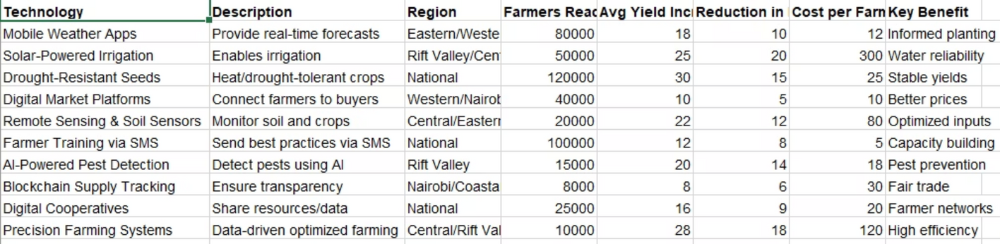 Technology Description Region Farmers Reac Avg Yield Inc Reduction in Cost per Farm Key Benefit
Mobile Weather Apps Provide real-time forecasts Eastern/Weste 80000 18 10 12 Informed planting
Solar-Powered Irrigation Enables irrigation Rift Valley/Cen 50000 25 20 300 Water reliability
Drought-Resistant Seeds Heat/drought-tolerant crops National 120000 30 15 25 Stable yields
Digital Market Platforms Connect farmers to buyers Western/Nairob 40000 10 5 10 Better prices
Remote Sensing & Soil Sensors Monitor soil and crops Central/Eastern 20000 22 12 80 Optimized inputs
Farmer Training via SMS Send best practices via SMS National 100000 12 8 5 Capacity building
AI-Powered Pest Detection Detect pests using AI Rift Valley 15000 20 14 18 Pest prevention
Blockchain Supply Tracking Ensure transparency Nairobi/Coasta 8000 8 6 30 Fair trade
Digital Cooperatives Share resources/data National 25000 16 9 20 Farmer networks
Precision Farming Systems Data-driven optimized farming Central/Rift Val 10000 28 18 120 High efficiency